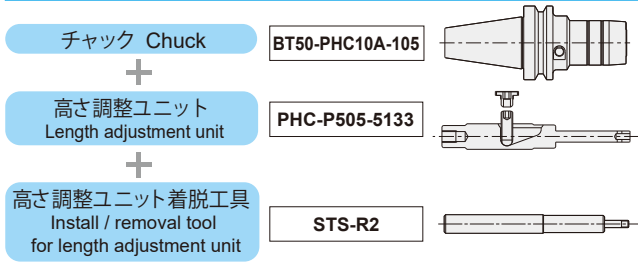 チャック Chuck
BT50-PHC10A-105
+
高さ調整ユニット
Length adjustment unit
PHC-P505-5133
+
高さ調整ユニット着脱工具
Install / removal tool
for length adjustment unit
STS-R2